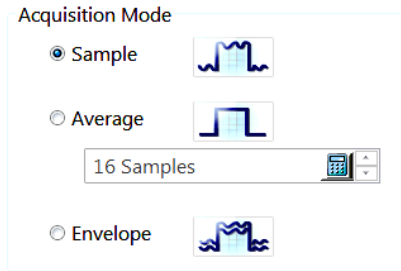 Acquisition Mode
Sample
Average
16 Samples
Envelope